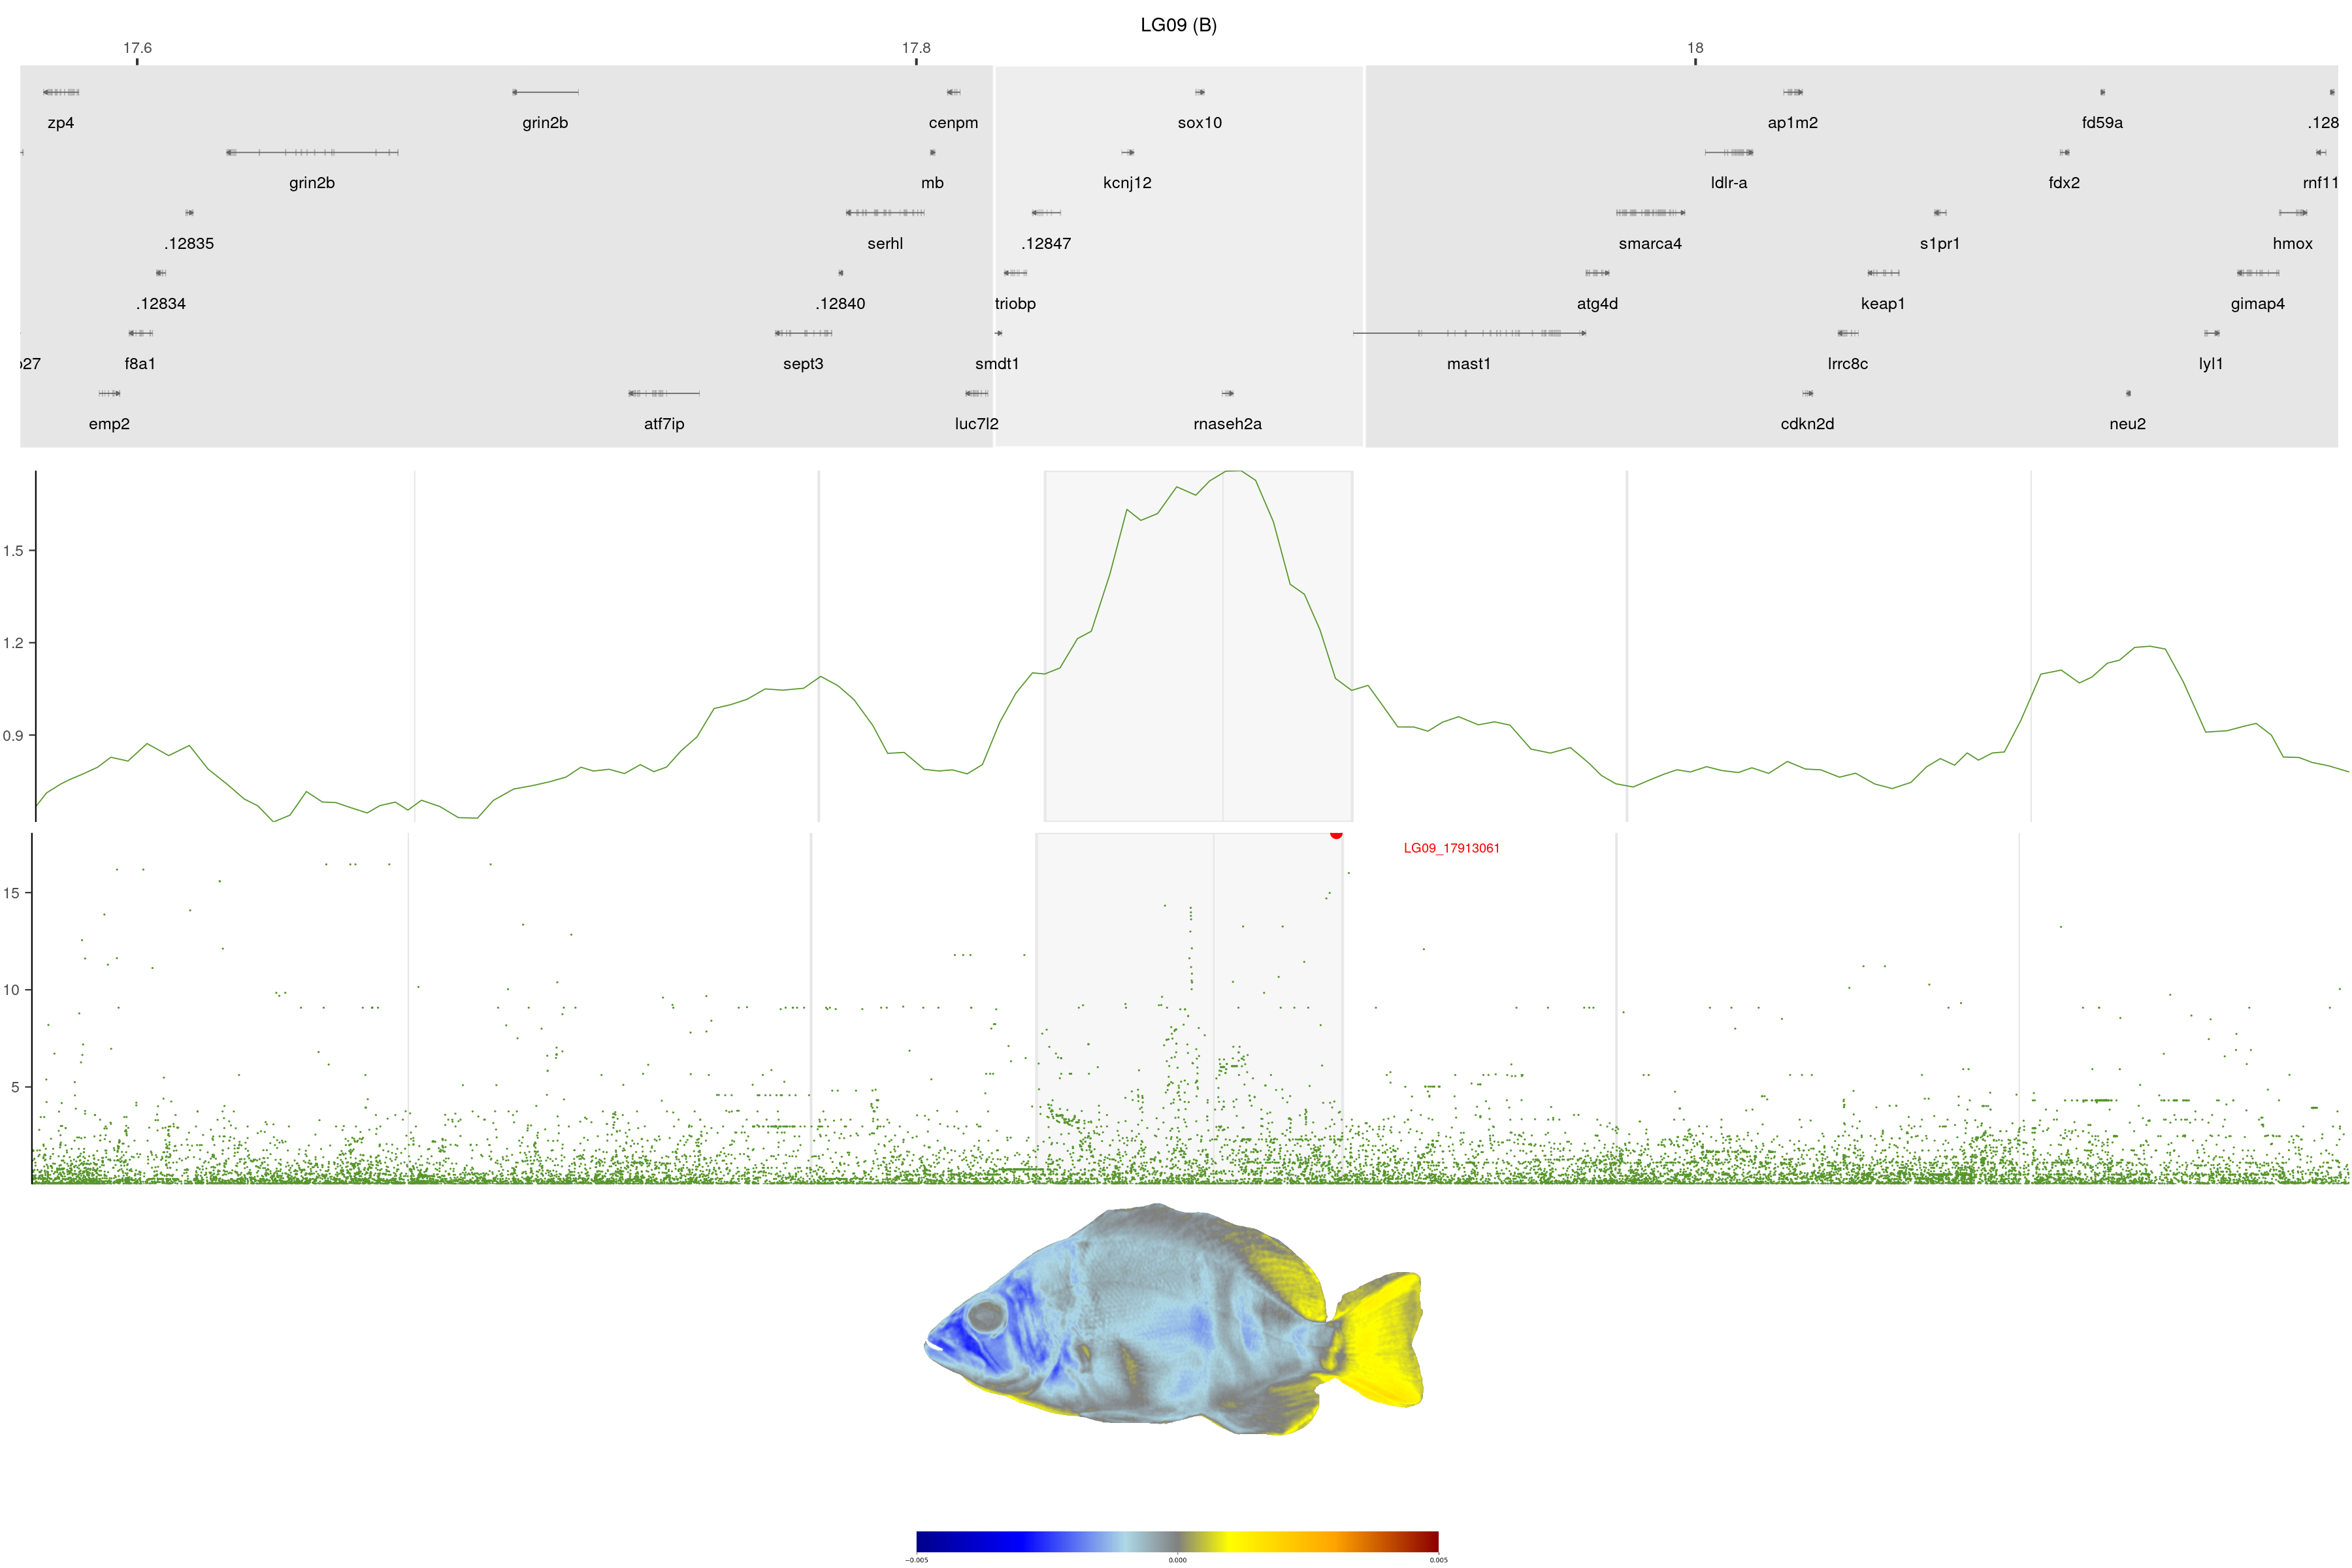 LG09 (B)
17.6 17.8 18
zp4 grin2b cenpm sox10 ap1m2 fd59a .128
grin2b mb kcnj12 ldlr-a fdx2 rnf11
.12835 serhl .12847 smarca4 s1pr1 hmox
.12834 .12840 triobp atg4d keap1 gimap4
27 f8a1 sept3 smdt1 mast1 lrrc8c lyl1
emp2 atf7ip luc7l2 rnaseh2a cdkn2d neu2
1.5
1.2
0.9
LG09_17913061
15
10
5
−0.005 0.000 0.005